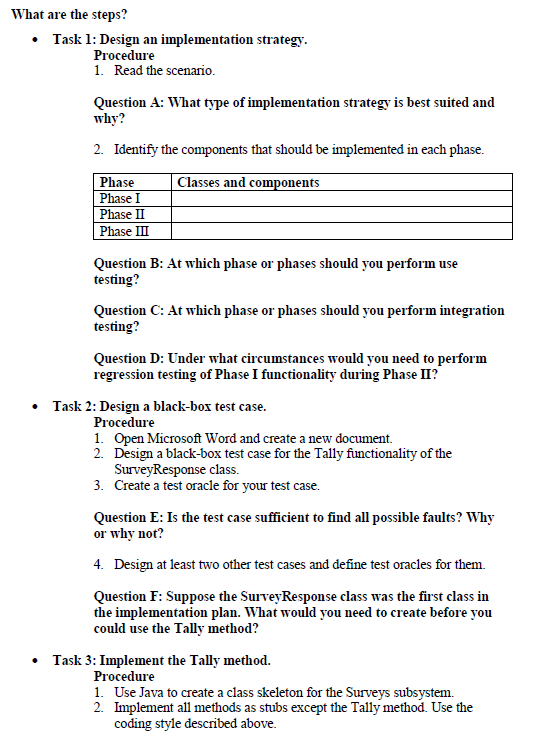 What are the steps?
• Task 1: Design an implementation strategy.
Procedure
1. Read the scenario.
Question A: What type of implementation strategy is best suited and
why?
2. Identify the components that should be implemented in each phase.
Phase Classes and components
Phase I
Phase II
Phase III
Question B: At which phase or phases should you perform use
testing?
Question C: At which phase or phases should you perform integration
testing?
Question D: Under what circumstances would you need to perform
regression testing of Phase I functionality during Phase II?
• Task 2: Design a black-box test case.
Procedure
1. Open Microsoft Word and create a new document.
2. Design a black-box test case for the Tally functionality of the
SurveyResponse class.
3. Create a test oracle for your test case.
Question E: Is the test case sufficient to find all possible faults? Why
or why not?
4. Design at least two other test cases and define test oracles for them.
Question F: Suppose the SurveyResponse class was the first class in
the implementation plan. What would you need to create before you
could use the Tally method?
• Task 3: Implement the Tally method.
Procedure
1. Use Java to create a class skeleton for the Surveys subsystem.
2. Implement all methods as stubs except the Tally method. Use the
coding style described above.